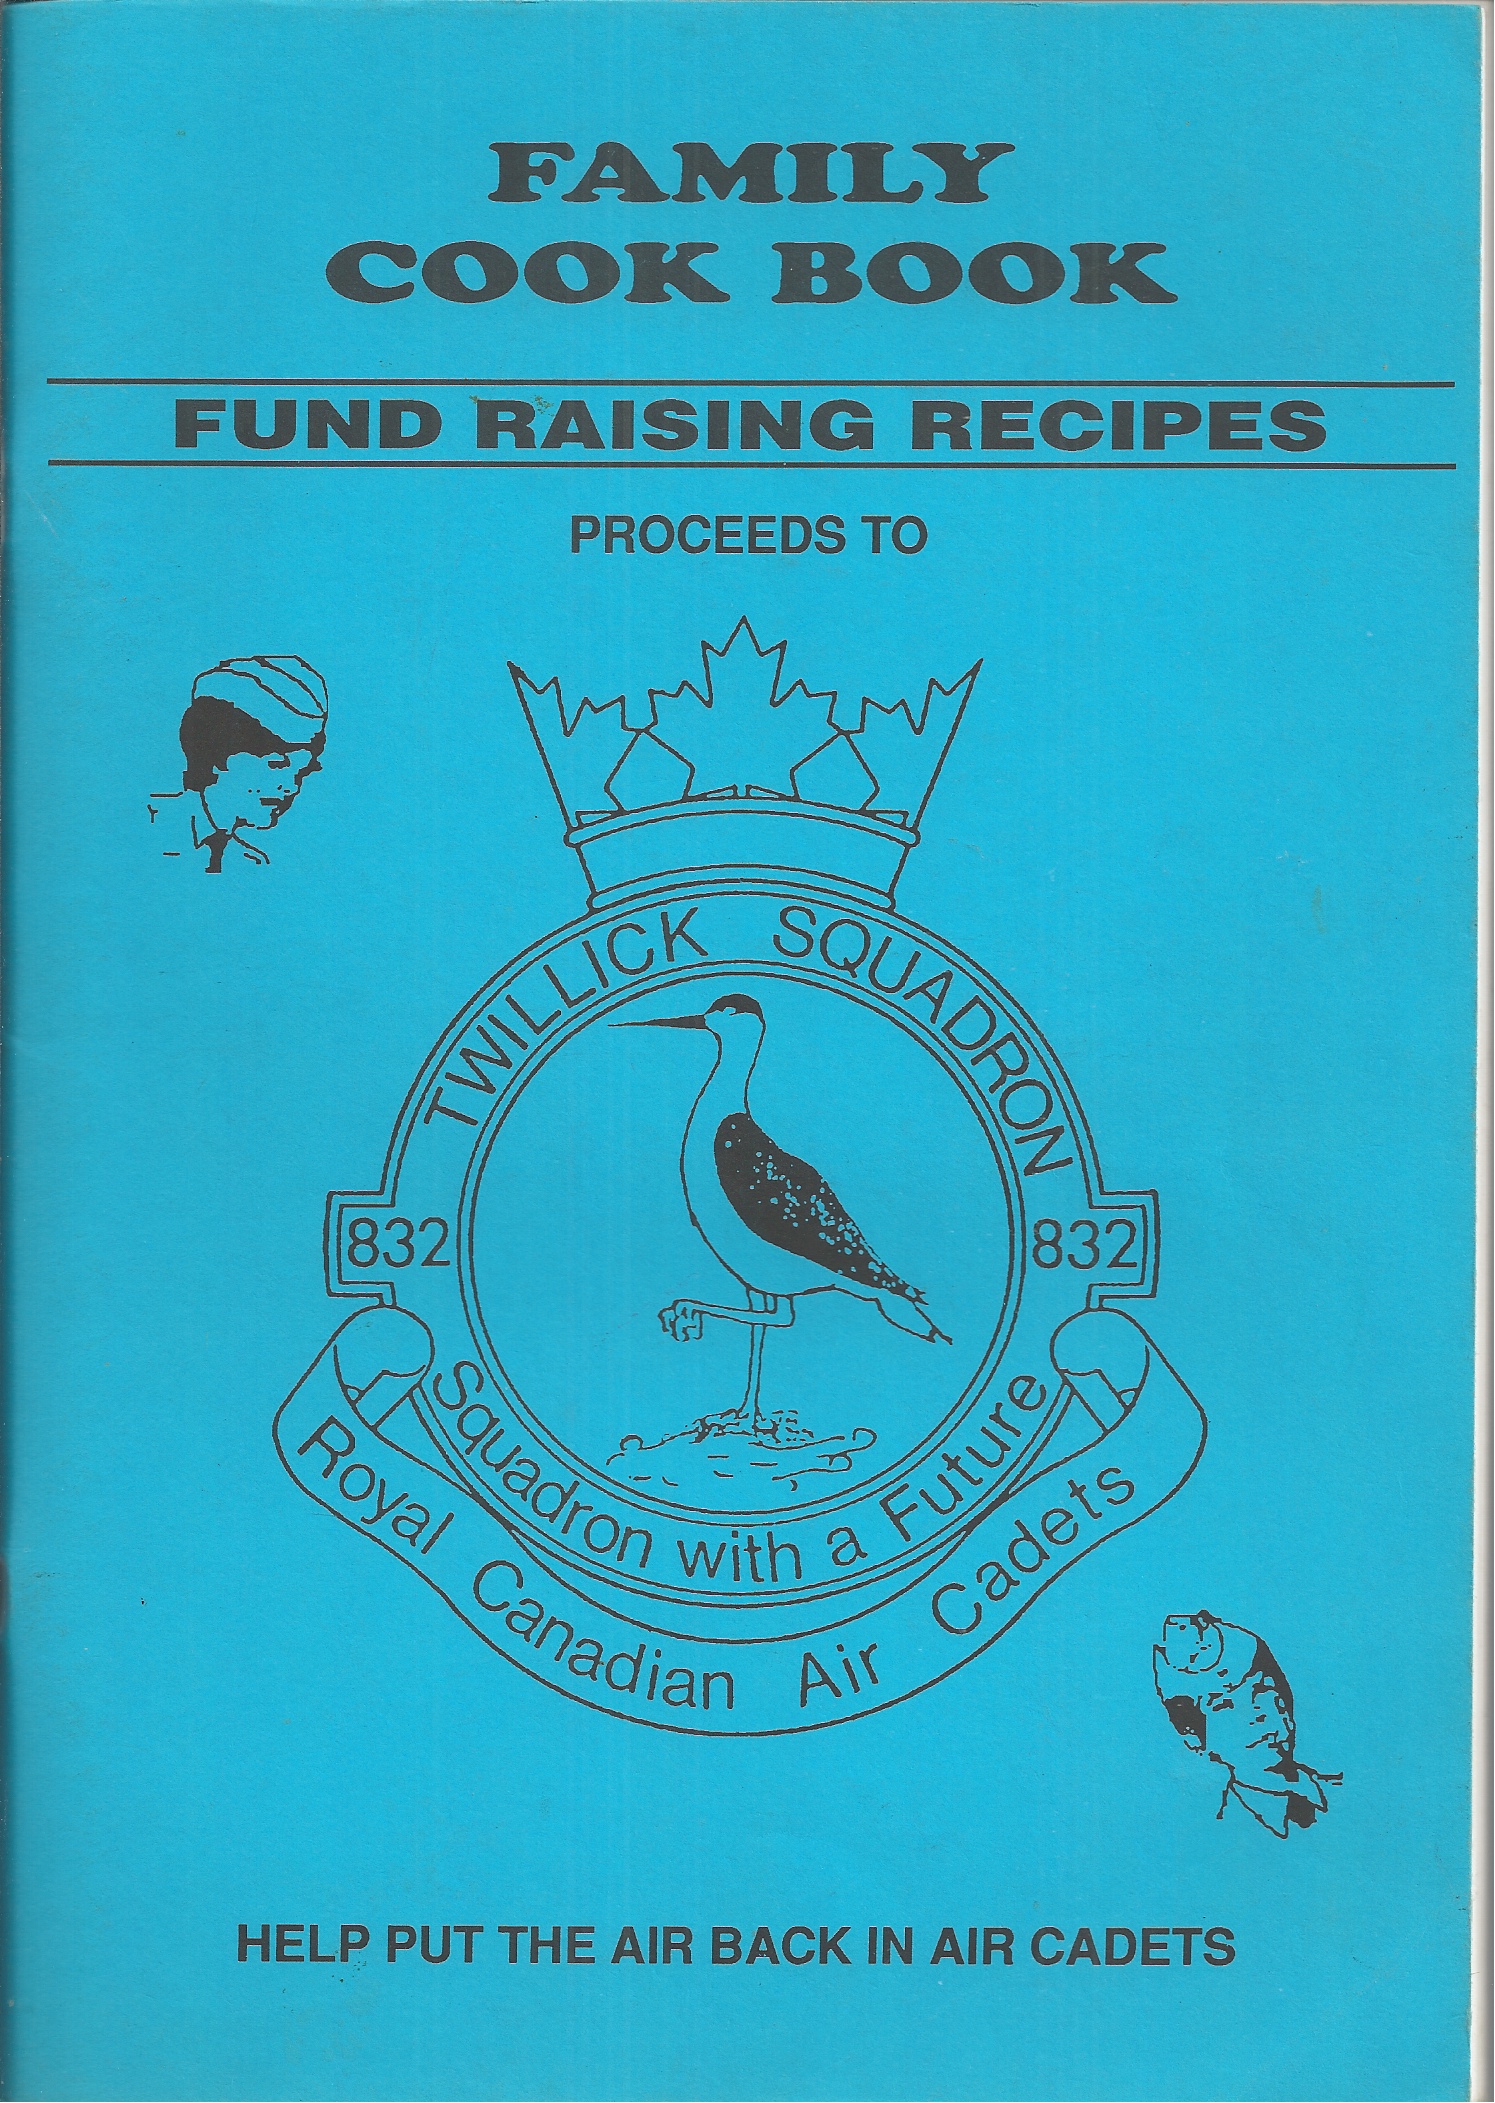 FAMILY
COOK BOOK
FUND RAISING RECIPES
PROCEEDS TO
TWILLICK SQUADRON
832
832
Squadron with a Future
Royal Canadian Air Cadets
HELP PUT THE AIR BACK IN AIR CADETS